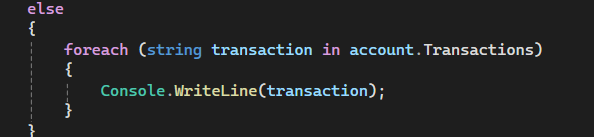 else
{
foreach (string transaction in account.Transactions)
{
Console.WriteLine(transaction);
}
}